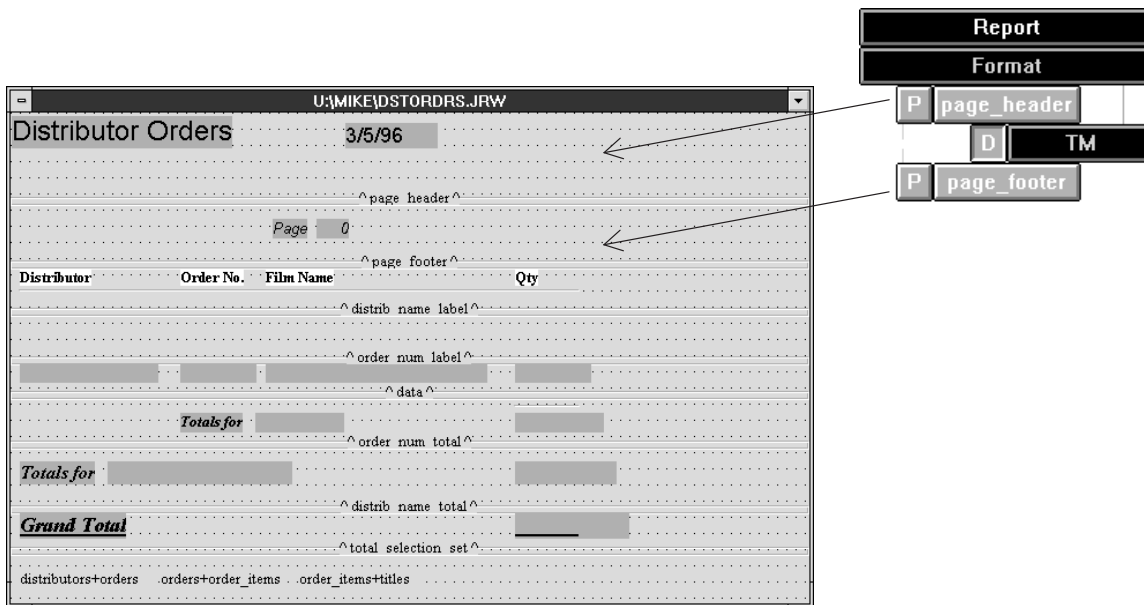 Report
Format
P page_header
D TM
P page_footer
U:\MIKE\DSTORDRS.JRW
Distributor Orders 3/5/96
^page header^
Page 0
^page footer^
Distributor Order No. Film Name Qty
^distrib name label^
^order num label^
^data^
Totals for
^order num total^
Totals for
^distrib name total^
Grand Total
^total selection set^
distributors+orders orders+order_items order_items+titles